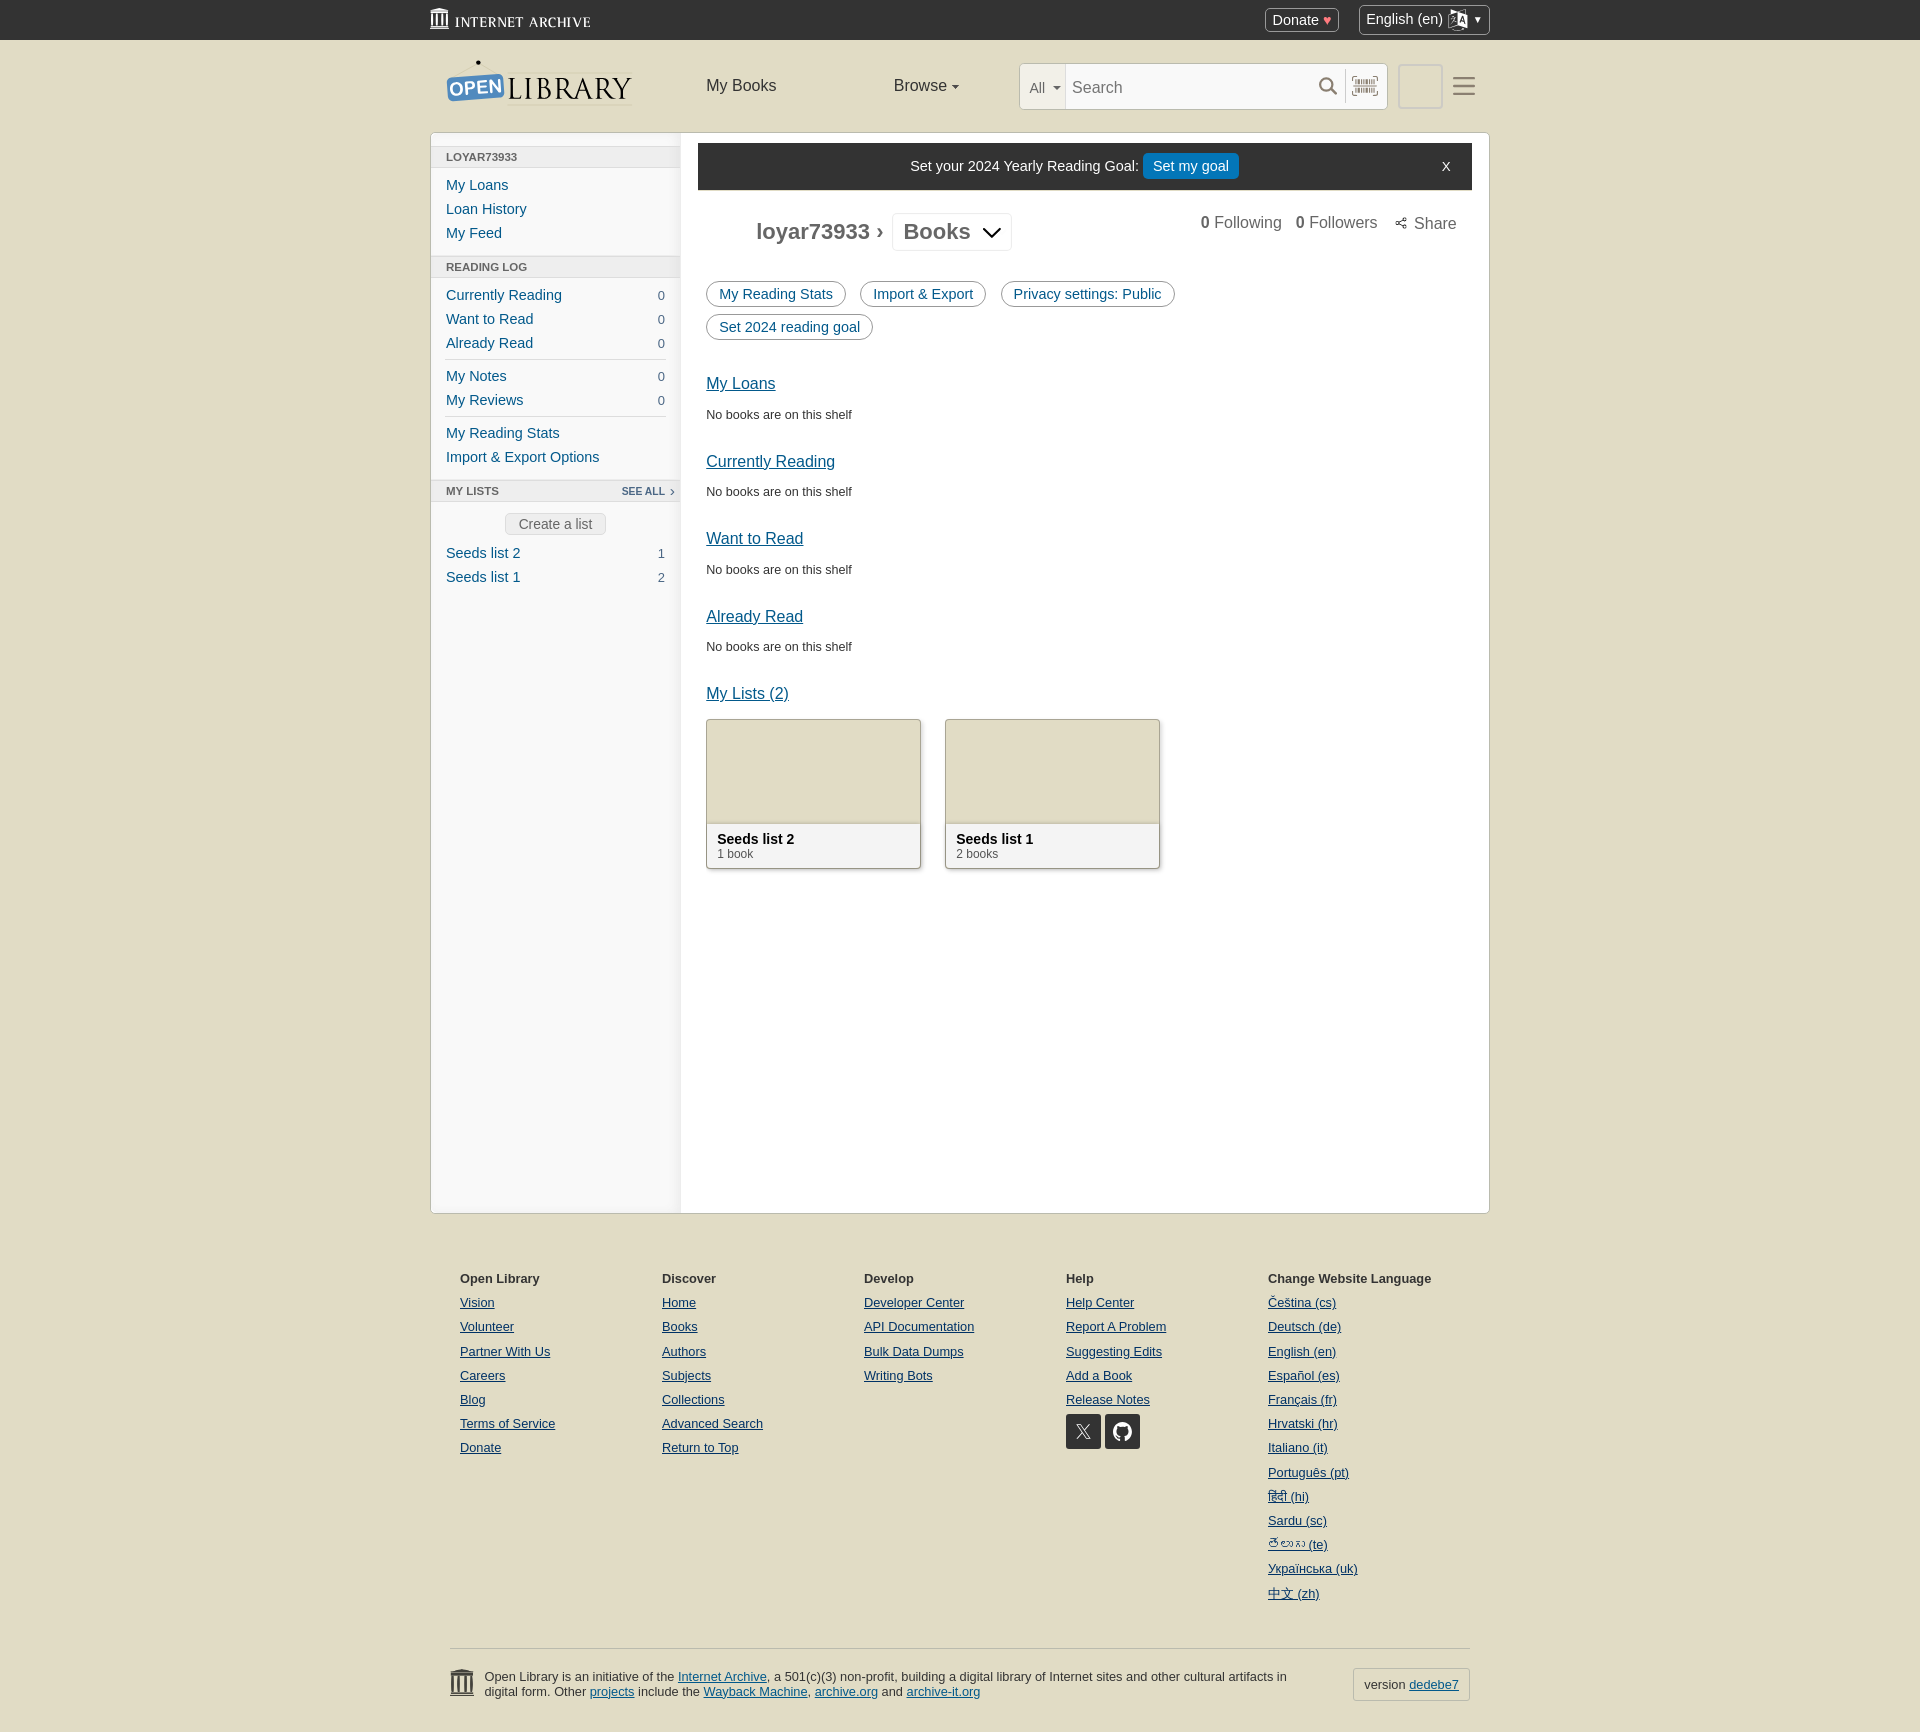 INTERNET ARCHIVE
Donate ♥
English (en) ▼
OPEN LIBRARY
My Books
Browse
All
Search
LOYAR73933
My Loans
Loan History
My Feed
READING LOG
Currently Reading 0
Want to Read 0
Already Read 0
My Notes 0
My Reviews 0
My Reading Stats
Import & Export Options
MY LISTS SEE ALL ›
Create a list
Seeds list 2 1
Seeds list 1 2
Set your 2024 Yearly Reading Goal: Set my goal X
loyar73933 › Books
0 Following 0 Followers Share
My Reading Stats Import & Export Privacy settings: Public
Set 2024 reading goal
My Loans
No books are on this shelf
Currently Reading
No books are on this shelf
Want to Read
No books are on this shelf
Already Read
No books are on this shelf
My Lists (2)
Seeds list 2
1 book
Seeds list 1
2 books
Open Library
Vision
Volunteer
Partner With Us
Careers
Blog
Terms of Service
Donate
Discover
Home
Books
Authors
Subjects
Collections
Advanced Search
Return to Top
Develop
Developer Center
API Documentation
Bulk Data Dumps
Writing Bots
Help
Help Center
Report A Problem
Suggesting Edits
Add a Book
Release Notes
Change Website Language
Čeština (cs)
Deutsch (de)
English (en)
Español (es)
Français (fr)
Hrvatski (hr)
Italiano (it)
Português (pt)
हिंदी (hi)
Sardu (sc)
తెలుగు (te)
Українська (uk)
中文 (zh)
Open Library is an initiative of the Internet Archive, a 501(c)(3) non-profit, building a digital library of Internet sites and other cultural artifacts in
digital form. Other projects include the Wayback Machine, archive.org and archive-it.org
version dedebe7